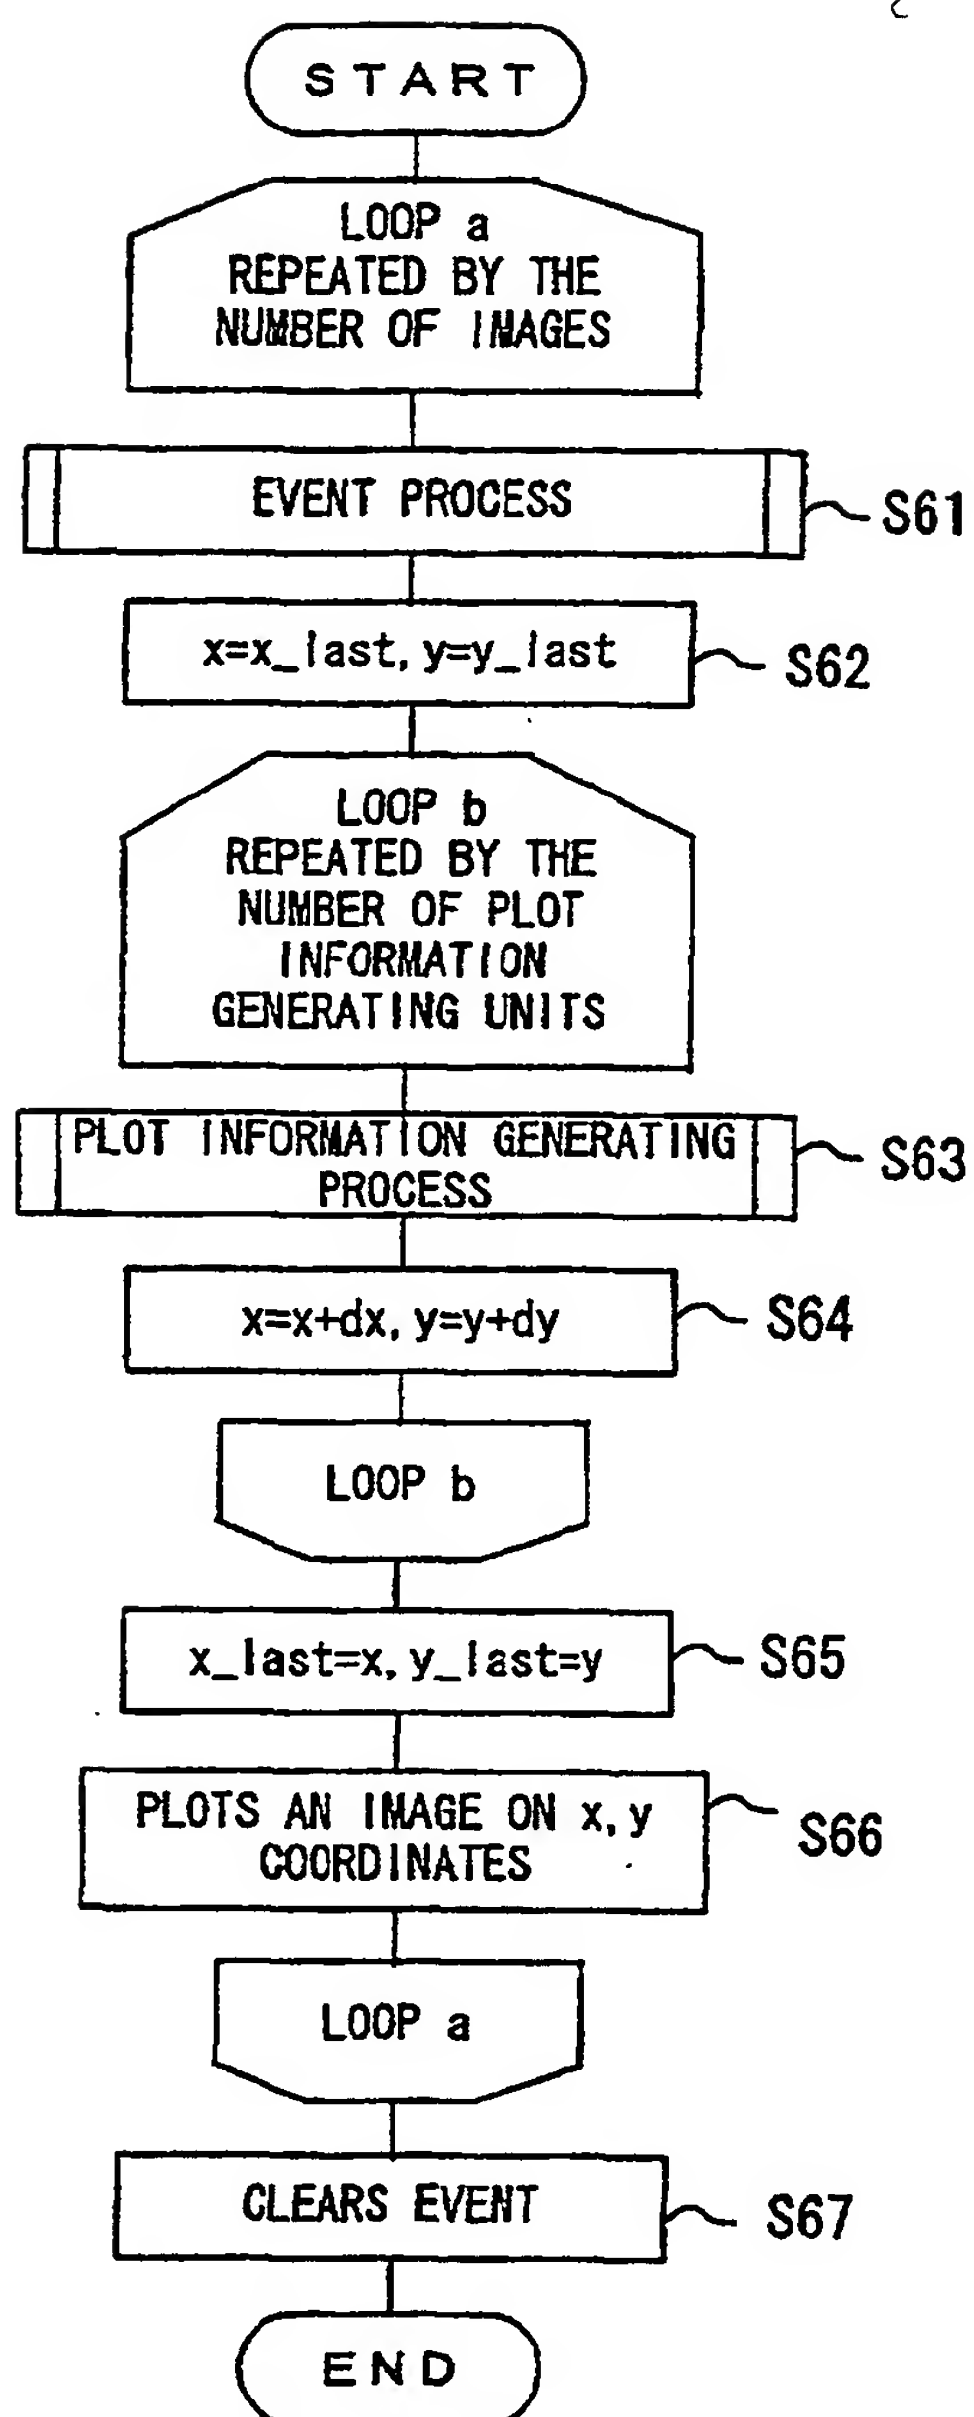 START
LOOP a
REPEATED BY THE
NUMBER OF IMAGES
EVENT PROCESS
S61
x=x_last, y=y_last
S62
LOOP b
REPEATED BY THE
NUMBER OF PLOT
INFORMATION
GENERATING UNITS
PLOT INFORMATION GENERATING
PROCESS
S63
x=x+dx, y=y+dy
S64
LOOP b
x_last=x, y_last=y
S65
PLOTS AN IMAGE ON x, y
COORDINATES
S66
LOOP a
CLEARS EVENT
S67
END